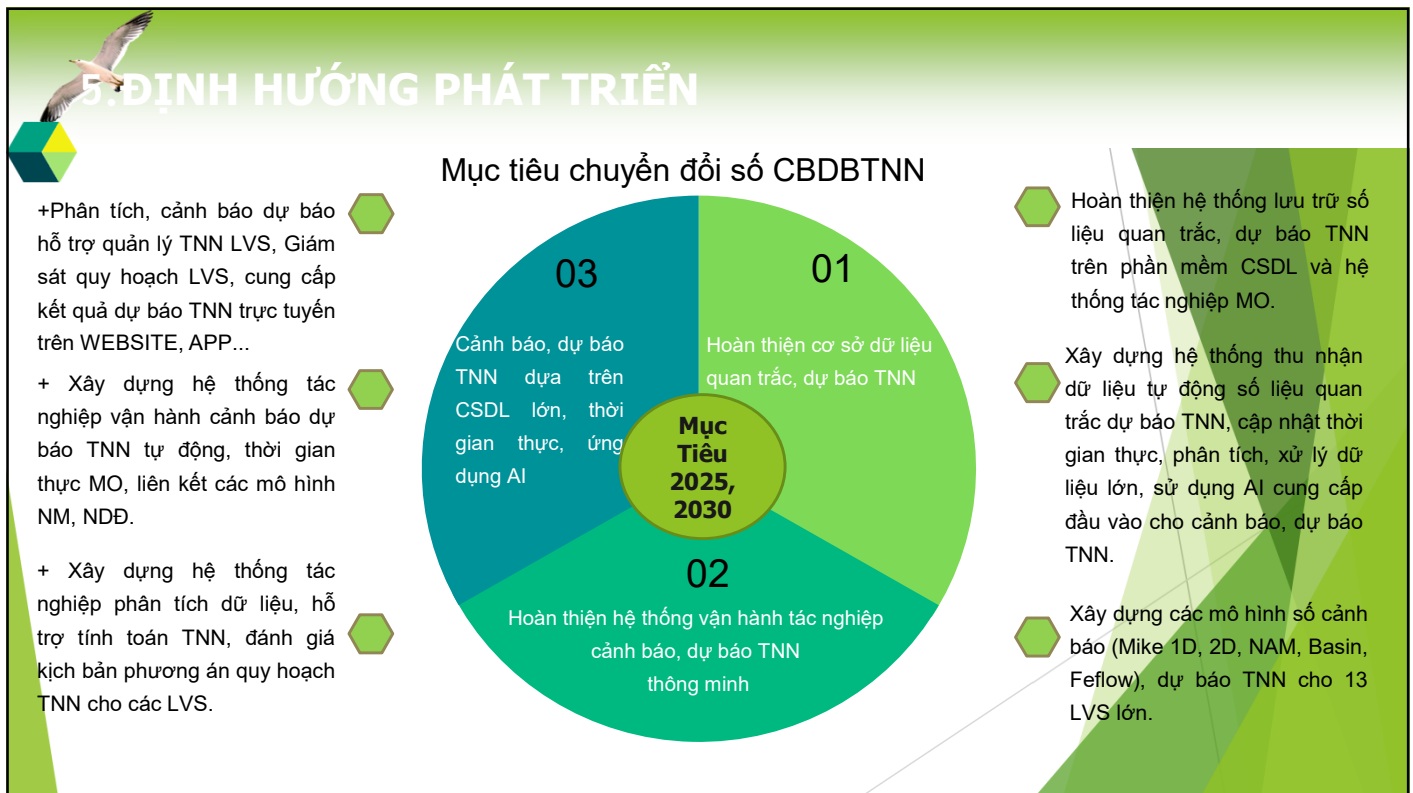 5.ĐỊNH HƯỚNG PHÁT TRIỂN
Mục tiêu chuyển đổi số CBDBTNN
+Phân tích, cảnh báo dự báo
hỗ trợ quản lý TNN LVS, Giám
sát quy hoạch LVS, cung cấp
kết quả dự báo TNN trực tuyến
trên WEBSITE, APP...
+ Xây dựng hệ thống tác
nghiệp vận hành cảnh báo dự
báo TNN tự động, thời gian
thực MO, liên kết các mô hình
NM, NDĐ.
+ Xây dựng hệ thống tác
nghiệp phân tích dữ liệu, hỗ
trợ tính toán TNN, đánh giá
kịch bản phương án quy hoạch
TNN cho các LVS.
03
Cảnh báo, dự báo
TNN dựa trên
CSDL lớn, thời
gian thực, ứng
dụng AI
01
Hoàn thiện cơ sở dữ liệu
quan trắc, dự báo TNN
Mục
Tiêu
2025,
2030
02
Hoàn thiện hệ thống vận hành tác nghiệp
cảnh báo, dự báo TNN
thông minh
Hoàn thiện hệ thống lưu trữ số
liệu quan trắc, dự báo TNN
trên phần mềm CSDL và hệ
thống tác nghiệp MO.
Xây dựng hệ thống thu nhận
dữ liệu tự động số liệu quan
trắc dự báo TNN, cập nhật thời
gian thực, phân tích, xử lý dữ
liệu lớn, sử dụng AI cung cấp
đầu vào cho cảnh báo, dự báo
TNN.
Xây dựng các mô hình số cảnh
báo (Mike 1D, 2D, NAM, Basin,
Feflow), dự báo TNN cho 13
LVS lớn.